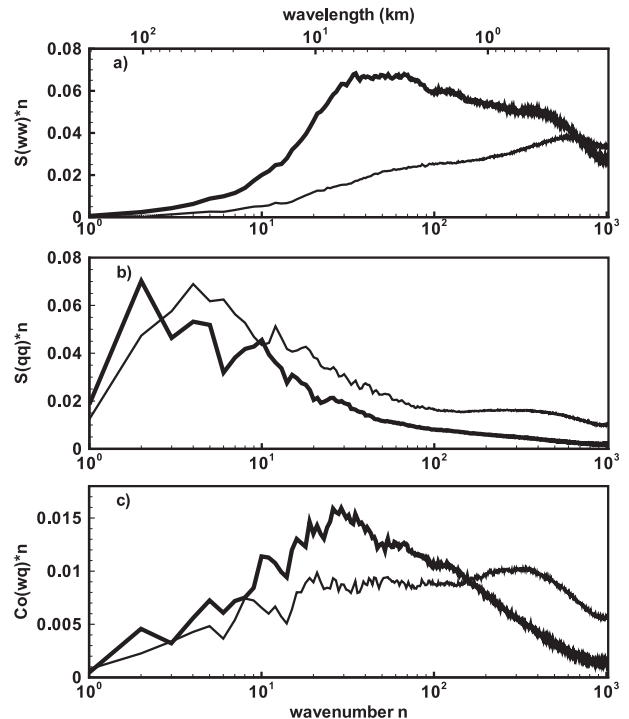 wavelength (km)
10² 10¹ 10⁰
a)
0.08
0.06
0.04
0.02
0
S(ww)*n
10⁰ 10¹ 10² 10³
b)
0.08
0.06
0.04
0.02
0
S(qq)*n
10⁰ 10¹ 10² 10³
c)
0.015
0.01
0.005
0
Co(wq)*n
10⁰ 10¹ 10² 10³
wavenumber n